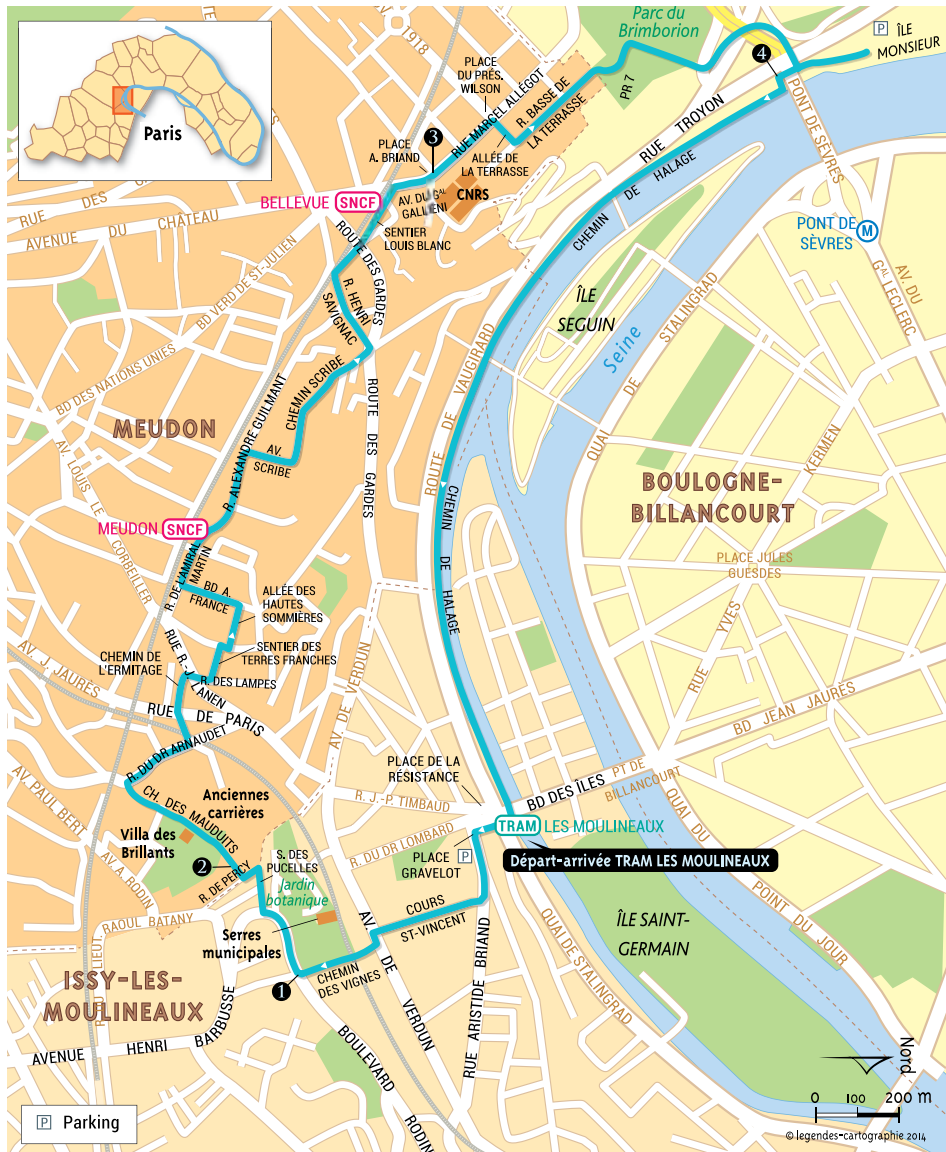 Paris
1918
Parc du
Brimborion
P ÎLE
MONSIEUR
4
PLACE
DU PRÉS.
WILSON
PR 7
R. BASSE DE
LA TERRASSE
RUE MARCEL ALLÉGOT
RUE TROYON
PONT DE SÈVRES
3
PLACE
A. BRIAND
ALLÉE DE
LA TERRASSE
CNRS
AV. DU GAL
GALLIENI
BELLEVUE SNCF
SENTIER
LOUIS BLANC
RUE DES
AVENUE DU CHÂTEAU
BD VERD DE ST-JULIEN
ROUTE DES GARDES
R. HENRI
SAVIGNAC
CHEMIN DE HALAGE
PONT DE
SÈVRES
M
AV. DU
GAL LECLERC
ÎLE
SEGUIN
Seine
QUAI DE STALINGRAD
BD DES NATIONS UNIES
CHEMIN SCRIBE
ROUTE DE VAUGIRARD
MEUDON
R. ALEXANDRE GUILMANT
AV.
SCRIBE
ROUTE DES GARDES
AV. LOUIS LE CORBEILLER
KERMEN
YVES
RUE
BOULOGNE-
BILLANCOURT
MEUDON SNCF
CHEMIN DE HALAGE
PLACE JULES
GUESDES
R. DE L'AMIRAL
MARTIN
BD A.
FRANCE
ALLÉE DES
HAUTES
SOMMIÈRES
SENTIER DES
TERRES FRANCHES
CHEMIN DE
L'ERMITAGE
RUE R.-J. LANEN
R. DES LAMPES
AV. J. JAURÈS
RUE DE PARIS
AV. DE VERDUN
BD JEAN JAURÈS
R. DU DR ARNAUDET
PLACE DE LA
RÉSISTANCE
BD DES ÎLES
PT DE
BILLANCOURT
AV. PAUL BERT
CH. DES MAUDUITS
Anciennes
carrières
R. J.-P. TIMBAUD
TRAM LES MOULINEAUX
Villa des
Brillants
R. DU DR LOMBARD
P
PLACE
GRAVELOT
Départ-arrivée TRAM LES MOULINEAUX
2
R. DE PERCY
S. DES
PUCELLES
Jardin
botanique
AV. A. RODIN
QUAI DU
POINT DU JOUR
RAOUL BATANY
R. DU LIEUT.
Serres
municipales
COURS
ST-VINCENT
AV. DE VERDUN
ÎLE SAINT-
GERMAIN
ISSY-LES-
MOULINEAUX
1
CHEMIN
DES VIGNES
RUE ARISTIDE BRIAND
QUAI DE STALINGRAD
AVENUE HENRI BARBUSSE
BOULEVARD RODIN
Nord
P Parking
0 100 200 m
© legendes-cartographie 2014